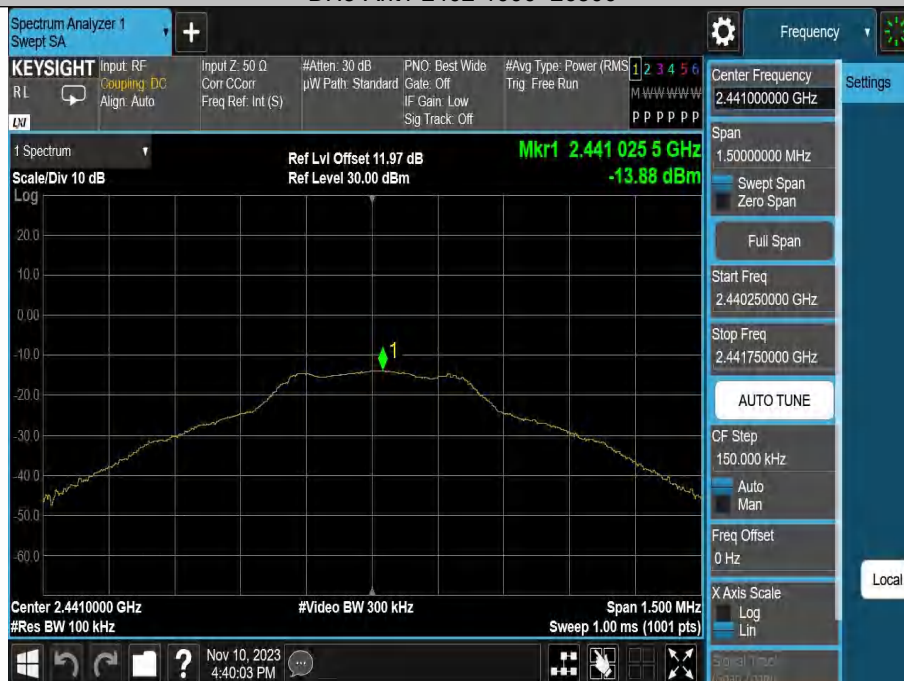 Spectrum Analyzer 1
Swept SA
+
Frequency
KEYSIGHT
RL
LXI
Input: RF
Coupling: DC
Align: Auto
Input Z: 50 Ω
Corr CCorr
Freq Ref: Int (S)
#Atten: 30 dB
µW Path: Standard
PNO: Best Wide
Gate: Off
IF Gain: Low
Sig Track: Off
#Avg Type: Power (RMS
Trig: Free Run
1 2 3 4 5 6
M W W W W W
P P P P P P
1 Spectrum
Scale/Div 10 dB
Log
Ref Lvl Offset 11.97 dB
Ref Level 30.00 dBm
Mkr1 2.441 025 5 GHz
-13.88 dBm
20.0
10.0
0.00
-10.0
-20.0
-30.0
-40.0
-50.0
-60.0
1
Center 2.4410000 GHz
#Res BW 100 kHz
#Video BW 300 kHz
Span 1.500 MHz
Sweep 1.00 ms (1001 pts)
Center Frequency
2.441000000 GHz
Settings
Span
1.50000000 MHz
Swept Span
Zero Span
Full Span
Start Freq
2.440250000 GHz
Stop Freq
2.441750000 GHz
AUTO TUNE
CF Step
150.000 kHz
Auto
Man
Freq Offset
0 Hz
Local
X Axis Scale
Log
Lin
?
Nov 10, 2023
4:40:03 PM